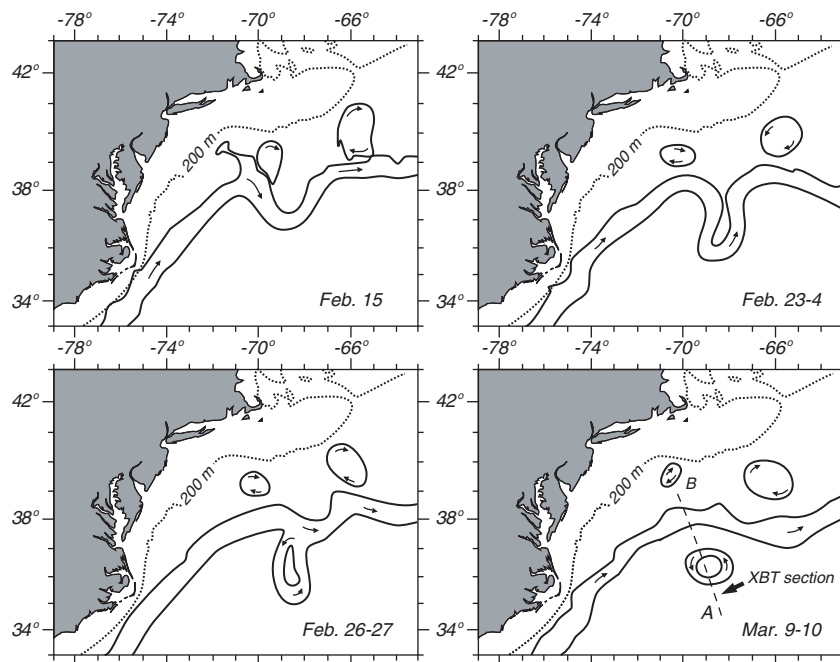 -78° -74° -70° -66° -78° -74° -70° -66°
42° 42°
200 m 200 m
38° 38°
34° Feb. 15 34° Feb. 23-4
-78° -74° -70° -66° -78° -74° -70° -66°
42° 42°
200 m 200 m B
38° 38°
XBT section
A
34° Feb. 26-27 34° Mar. 9-10